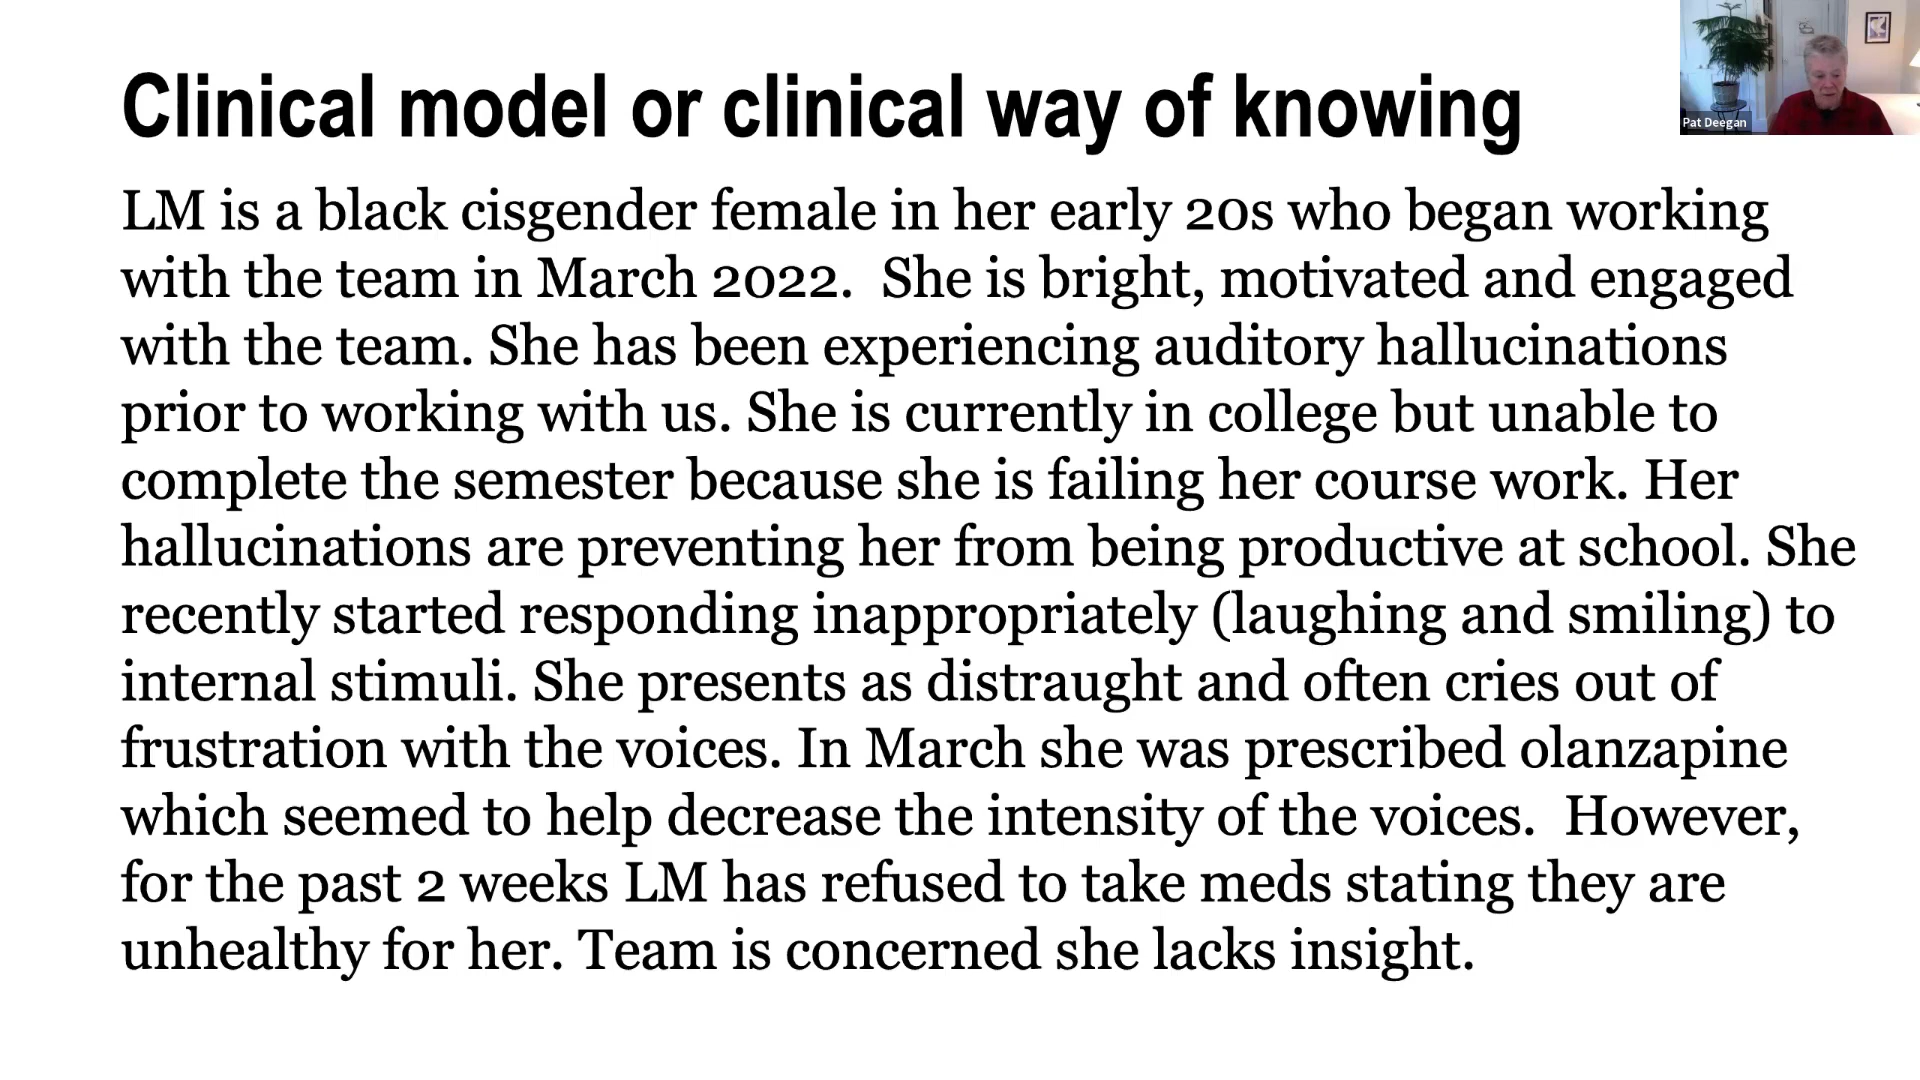 Clinical model or clinical way of knowing
Pat Deegan
LM is a black cisgender female in her early 20s who began working
with the team in March 2022.  She is bright, motivated and engaged
with the team. She has been experiencing auditory hallucinations
prior to working with us. She is currently in college but unable to
complete the semester because she is failing her course work. Her
hallucinations are preventing her from being productive at school. She
recently started responding inappropriately (laughing and smiling) to
internal stimuli. She presents as distraught and often cries out of
frustration with the voices. In March she was prescribed olanzapine
which seemed to help decrease the intensity of the voices.  However,
for the past 2 weeks LM has refused to take meds stating they are
unhealthy for her. Team is concerned she lacks insight.